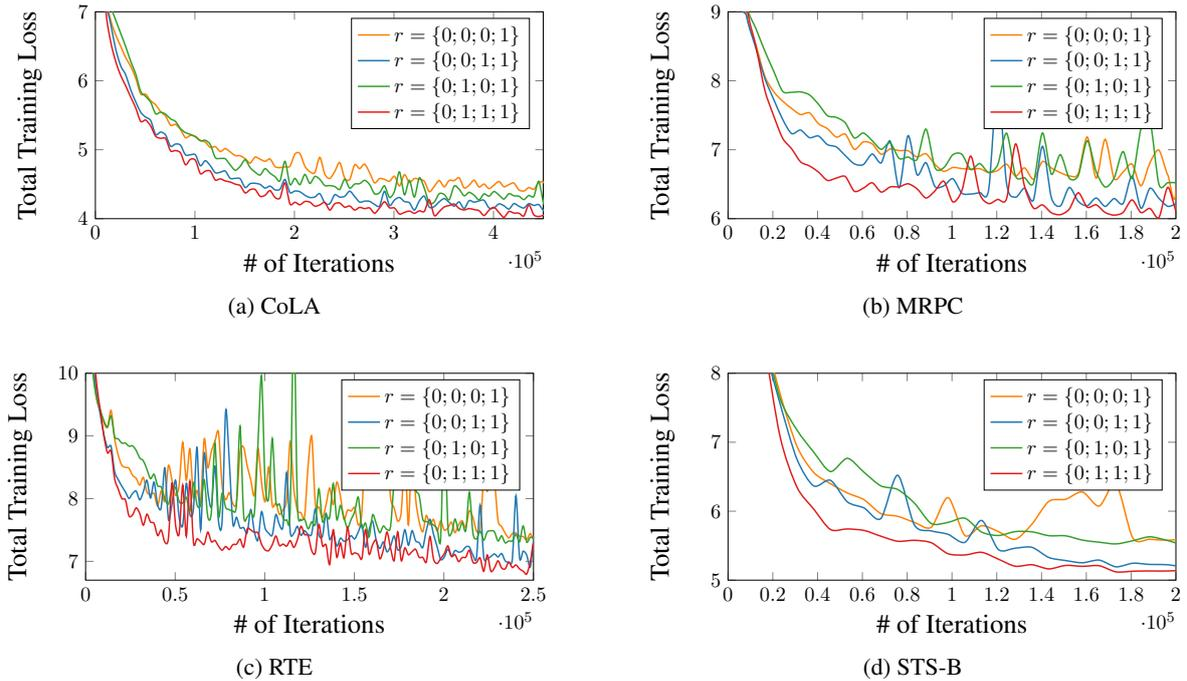 7
6
5
4
Total Training Loss
r = {0; 0; 0; 1}
r = {0; 0; 1; 1}
r = {0; 1; 0; 1}
r = {0; 1; 1; 1}
0 1 2 3 4
·10^5
# of Iterations
(a) CoLA
9
8
7
6
Total Training Loss
r = {0; 0; 0; 1}
r = {0; 0; 1; 1}
r = {0; 1; 0; 1}
r = {0; 1; 1; 1}
0 0.2 0.4 0.6 0.8 1 1.2 1.4 1.6 1.8 2
·10^5
# of Iterations
(b) MRPC
10
9
8
7
Total Training Loss
r = {0; 0; 0; 1}
r = {0; 0; 1; 1}
r = {0; 1; 0; 1}
r = {0; 1; 1; 1}
0 0.5 1 1.5 2 2.5
·10^5
# of Iterations
(c) RTE
8
7
6
5
Total Training Loss
r = {0; 0; 0; 1}
r = {0; 0; 1; 1}
r = {0; 1; 0; 1}
r = {0; 1; 1; 1}
0 0.2 0.4 0.6 0.8 1 1.2 1.4 1.6 1.8 2
·10^5
# of Iterations
(d) STS-B